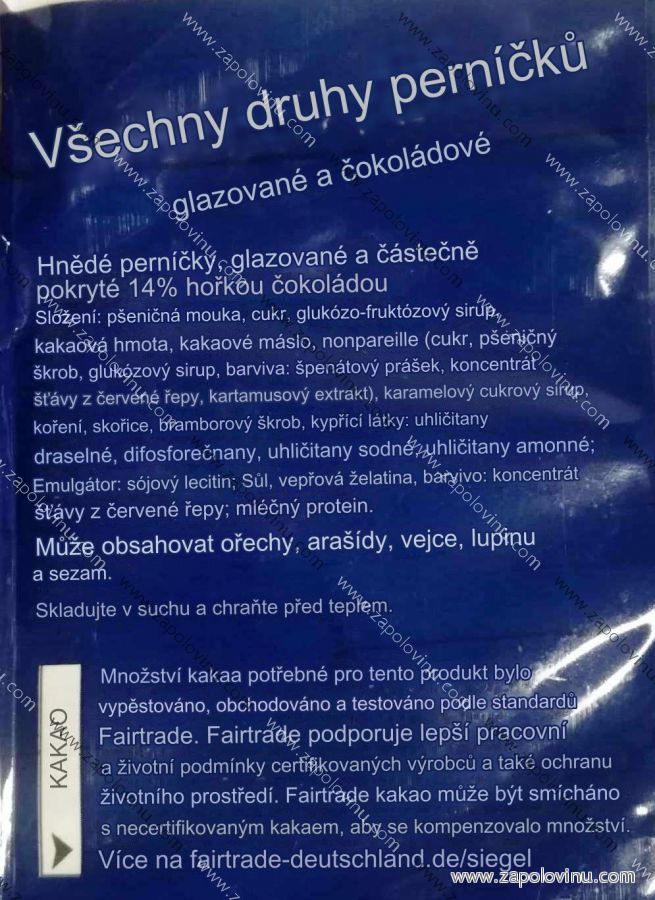 Všechny druhy perníčků
glazované a čokoládové
Hnědé perníčky, glazované a částečně
pokryté 14% hořkou čokoládou
Složení: pšeničná mouka, cukr, glukózo-fruktózový sirup,
kakaová hmota, kakaové máslo, nonpareille (cukr, pšeničný
škrob, glukózový sirup, barviva: špenátový prášek, koncentrát
šťávy z červené řepy, kartamusový extrakt), karamelový cukrový sirup,
koření, skořice, bramborový škrob, kypřící látky: uhličitany
draselné, difosforečnany, uhličitany sodné, uhličitany amonné;
Emulgátor: sójový lecitin; Sůl, vepřová želatina, barvivo: koncentrát
šťávy z červené řepy; mléčný protein.
Může obsahovat ořechy, arašídy, vejce, lupinu
a sezam.
Skladujte v suchu a chraňte před teplem.
KAKAO
Množství kakaa potřebné pro tento produkt bylo
vypěstováno, obchodováno a testováno podle standardů
Fairtrade. Fairtrade podporuje lepší pracovní
a životní podmínky certifikovaných výrobců a také ochranu
životního prostředí. Fairtrade kakao může být smícháno
s necertifikovaným kakaem, aby se kompenzovalo množství.
Více na fairtrade-deutschland.de/siegel
www.zapolovinu.com